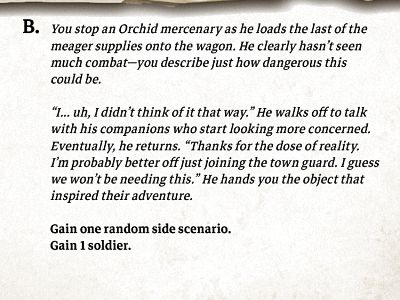 B. You stop an Orchid mercenary as he loads the last of the
meager supplies onto the wagon. He clearly hasn't seen
much combat—you describe just how dangerous this
could be.
“I... uh, I didn't think of it that way.” He walks off to talk
with his companions who start looking more concerned.
Eventually, he returns. “Thanks for the dose of reality.
I'm probably better off just joining the town guard. I guess
we won't be needing this.” He hands you the object that
inspired their adventure.
Gain one random side scenario.
Gain 1 soldier.